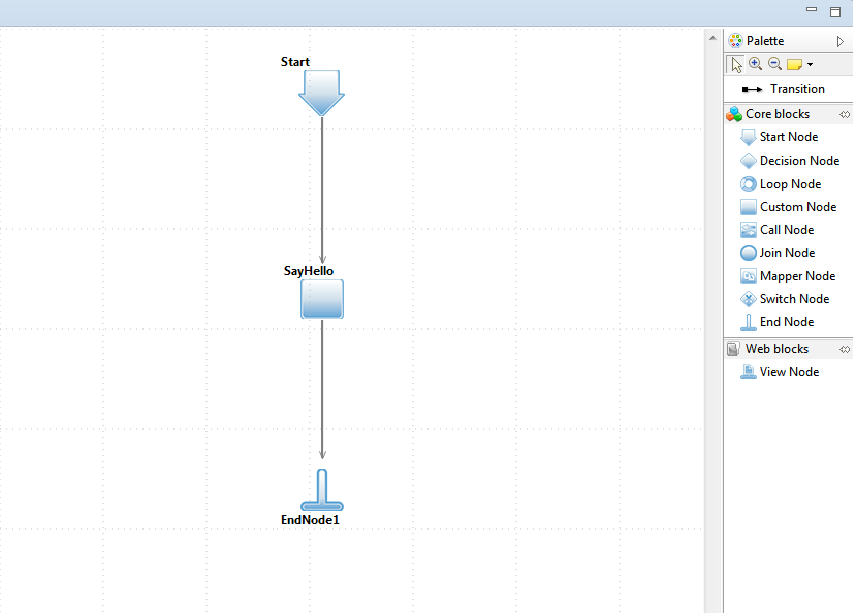 Start
SayHello
EndNode1
Palette
Transition
Core blocks
Start Node
Decision Node
Loop Node
Custom Node
Call Node
Join Node
Mapper Node
Switch Node
End Node
Web blocks
View Node